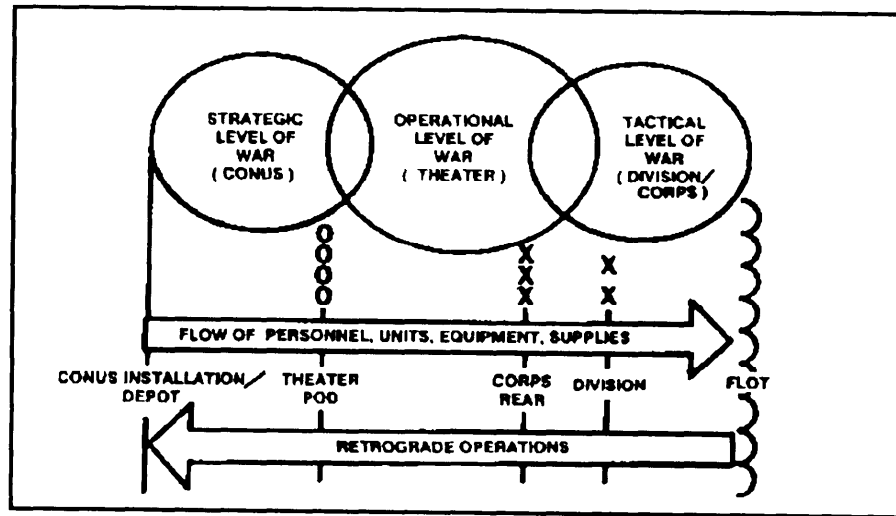 STRATEGIC
LEVEL OF
WAR
(CONUS)
OPERATIONAL
LEVEL OF
WAR
(THEATER)
TACTICAL
LEVEL OF
WAR
(DIVISION/
CORPS)
O
O
O
O
X
X
X
X
X
FLOW OF PERSONNEL, UNITS, EQUIPMENT, SUPPLIES
CONUS INSTALLATION/
DEPOT
THEATER
POD
CORPS
REAR
DIVISION
FLOT
RETROGRADE OPERATIONS